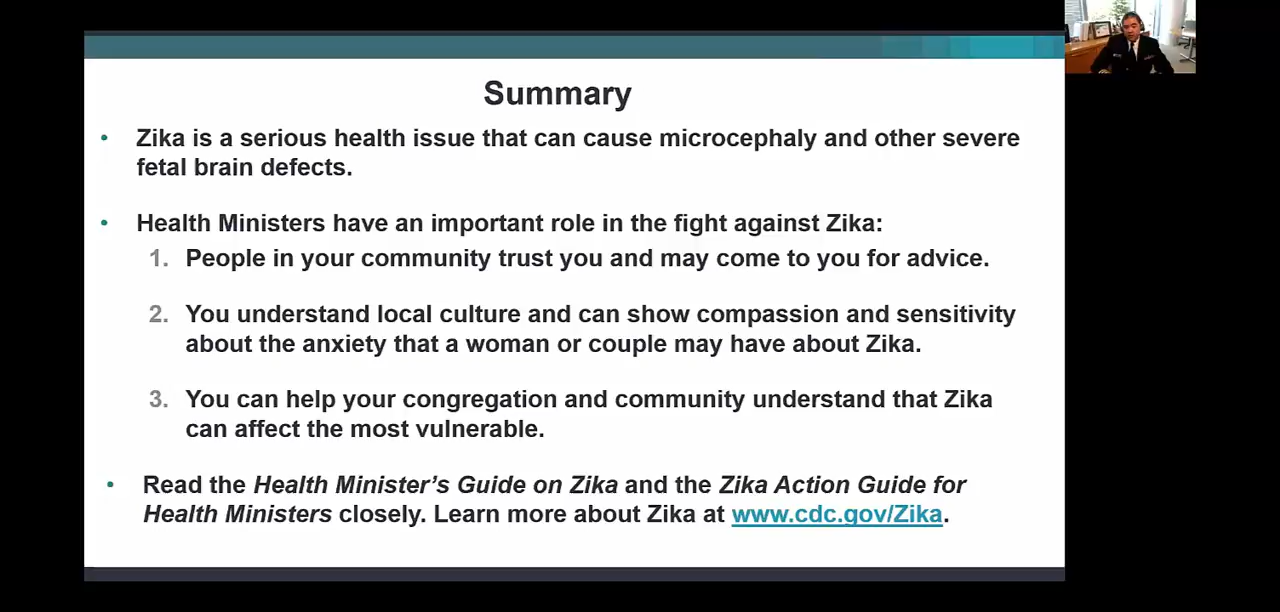 Summary
• Zika is a serious health issue that can cause microcephaly and other severe
fetal brain defects.
• Health Ministers have an important role in the fight against Zika:
1. People in your community trust you and may come to you for advice.
2. You understand local culture and can show compassion and sensitivity
about the anxiety that a woman or couple may have about Zika.
3. You can help your congregation and community understand that Zika
can affect the most vulnerable.
• Read the Health Minister’s Guide on Zika and the Zika Action Guide for
Health Ministers closely. Learn more about Zika at www.cdc.gov/Zika.